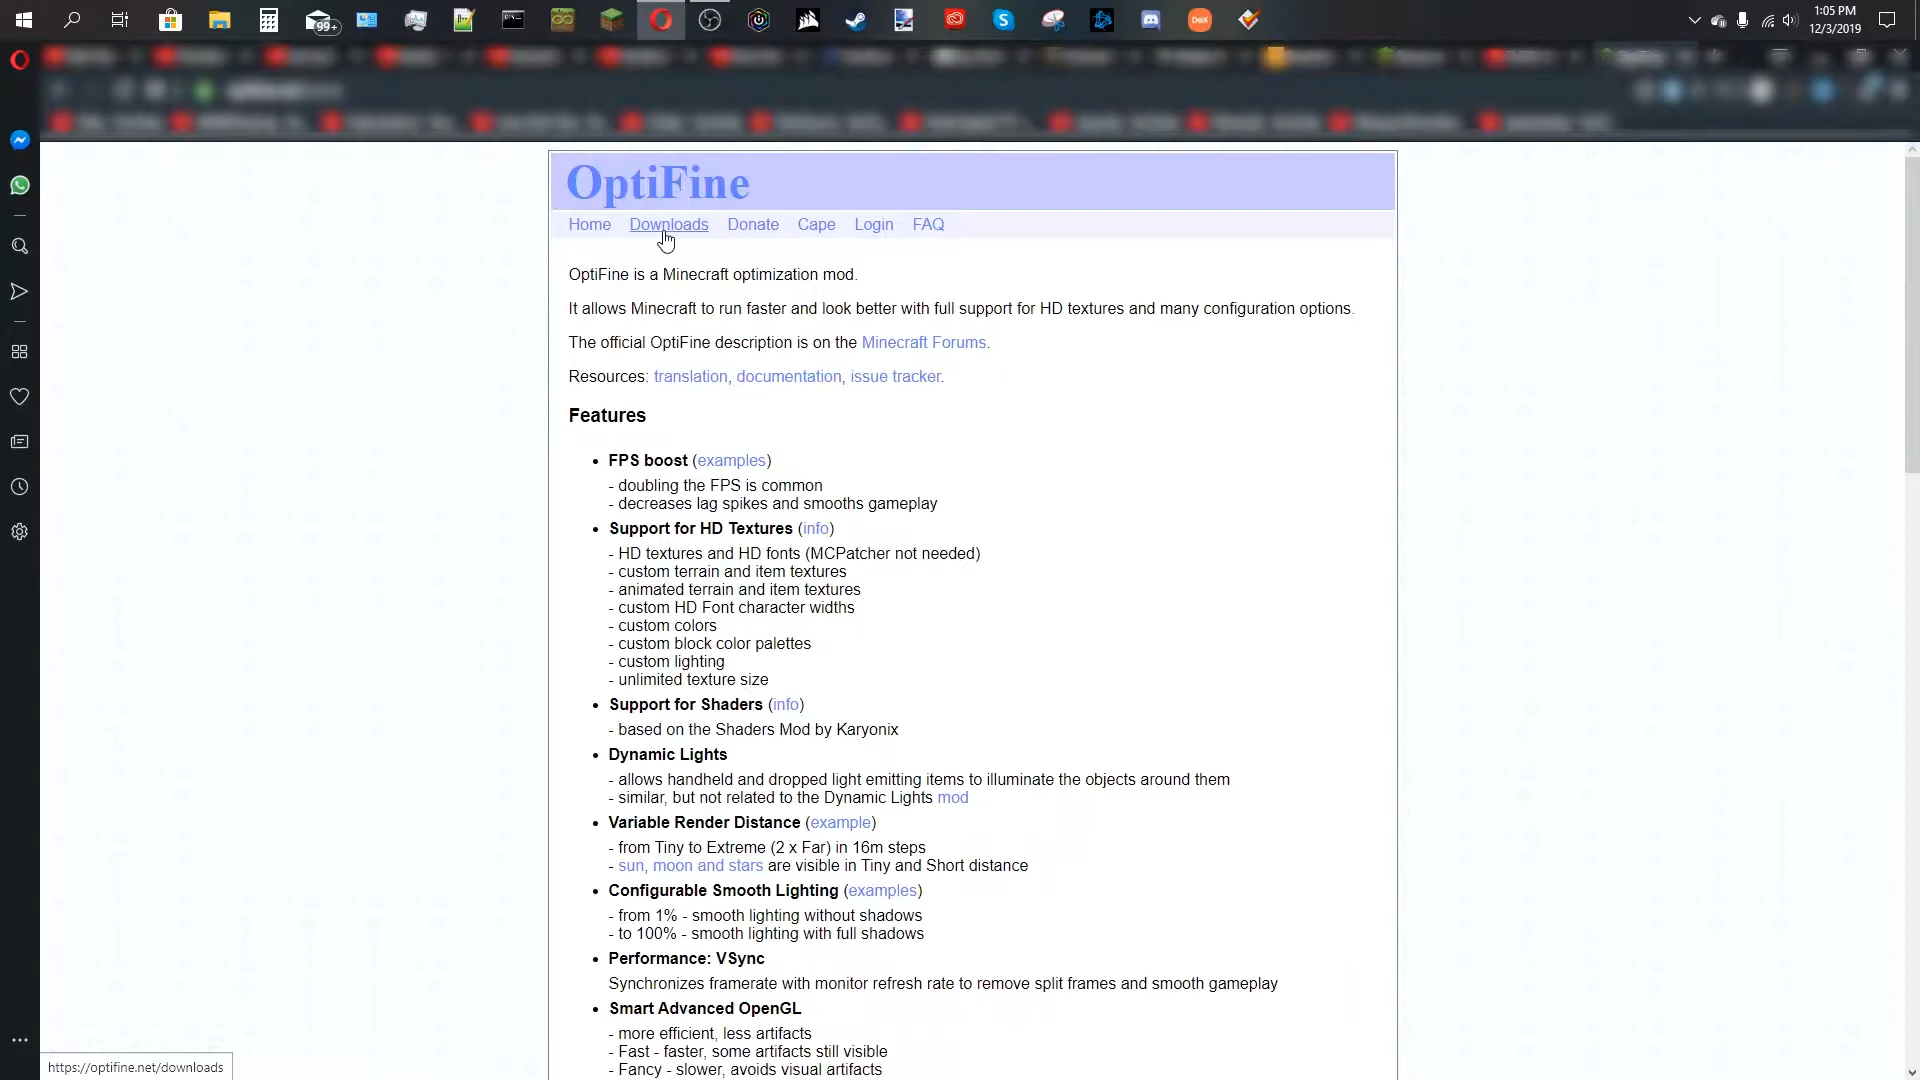 99+
1:05 PM
12/3/2019
DeX
OptiFine
Home Downloads Donate Cape Login FAQ
OptiFine is a Minecraft optimization mod.
It allows Minecraft to run faster and look better with full support for HD textures and many configuration options.
The official OptiFine description is on the Minecraft Forums.
Resources: translation, documentation, issue tracker.
Features
• FPS boost (examples)
- doubling the FPS is common
- decreases lag spikes and smooths gameplay
• Support for HD Textures (info)
- HD textures and HD fonts (MCPatcher not needed)
- custom terrain and item textures
- animated terrain and item textures
- custom HD Font character widths
- custom colors
- custom block color palettes
- custom lighting
- unlimited texture size
• Support for Shaders (info)
- based on the Shaders Mod by Karyonix
• Dynamic Lights
- allows handheld and dropped light emitting items to illuminate the objects around them
- similar, but not related to the Dynamic Lights mod
• Variable Render Distance (example)
- from Tiny to Extreme (2 x Far) in 16m steps
- sun, moon and stars are visible in Tiny and Short distance
• Configurable Smooth Lighting (examples)
- from 1% - smooth lighting without shadows
- to 100% - smooth lighting with full shadows
• Performance: VSync
Synchronizes framerate with monitor refresh rate to remove split frames and smooth gameplay
• Smart Advanced OpenGL
- more efficient, less artifacts
- Fast - faster, some artifacts still visible
- Fancy - slower, avoids visual artifacts
https://optifine.net/downloads